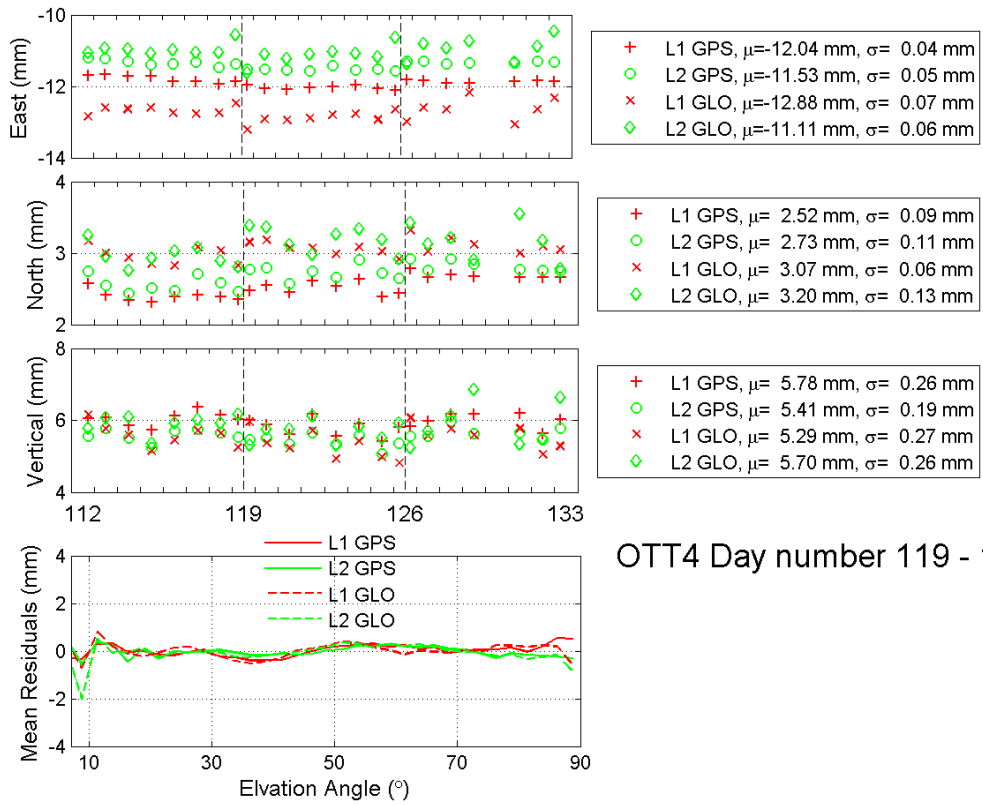 East (mm)
-10
-12
-14
L1 GPS, μ=-12.04 mm, σ= 0.04 mm
L2 GPS, μ=-11.53 mm, σ= 0.05 mm
L1 GLO, μ=-12.88 mm, σ= 0.07 mm
L2 GLO, μ=-11.11 mm, σ= 0.06 mm
North (mm)
4
3
2
L1 GPS, μ= 2.52 mm, σ= 0.09 mm
L2 GPS, μ= 2.73 mm, σ= 0.11 mm
L1 GLO, μ= 3.07 mm, σ= 0.06 mm
L2 GLO, μ= 3.20 mm, σ= 0.13 mm
Vertical (mm)
8
6
4
112 119 126 133
L1 GPS, μ= 5.78 mm, σ= 0.26 mm
L2 GPS, μ= 5.41 mm, σ= 0.19 mm
L1 GLO, μ= 5.29 mm, σ= 0.27 mm
L2 GLO, μ= 5.70 mm, σ= 0.26 mm
Mean Residuals (mm)
4
2
0
-2
-4
L1 GPS
L2 GPS
L1 GLO
L2 GLO
10 30 50 70 90
Elvation Angle (°)
OTT4 Day number 119 -